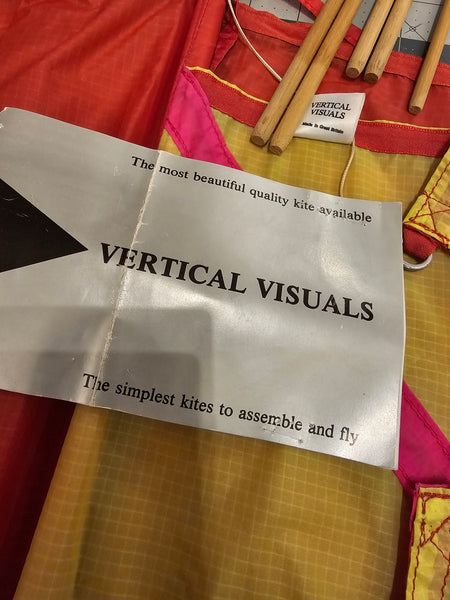 VERTICAL
VISUALS
Made in Great Britain
The most beautiful quality kite available
VERTICAL VISUALS
The simplest kites to assemble and fly